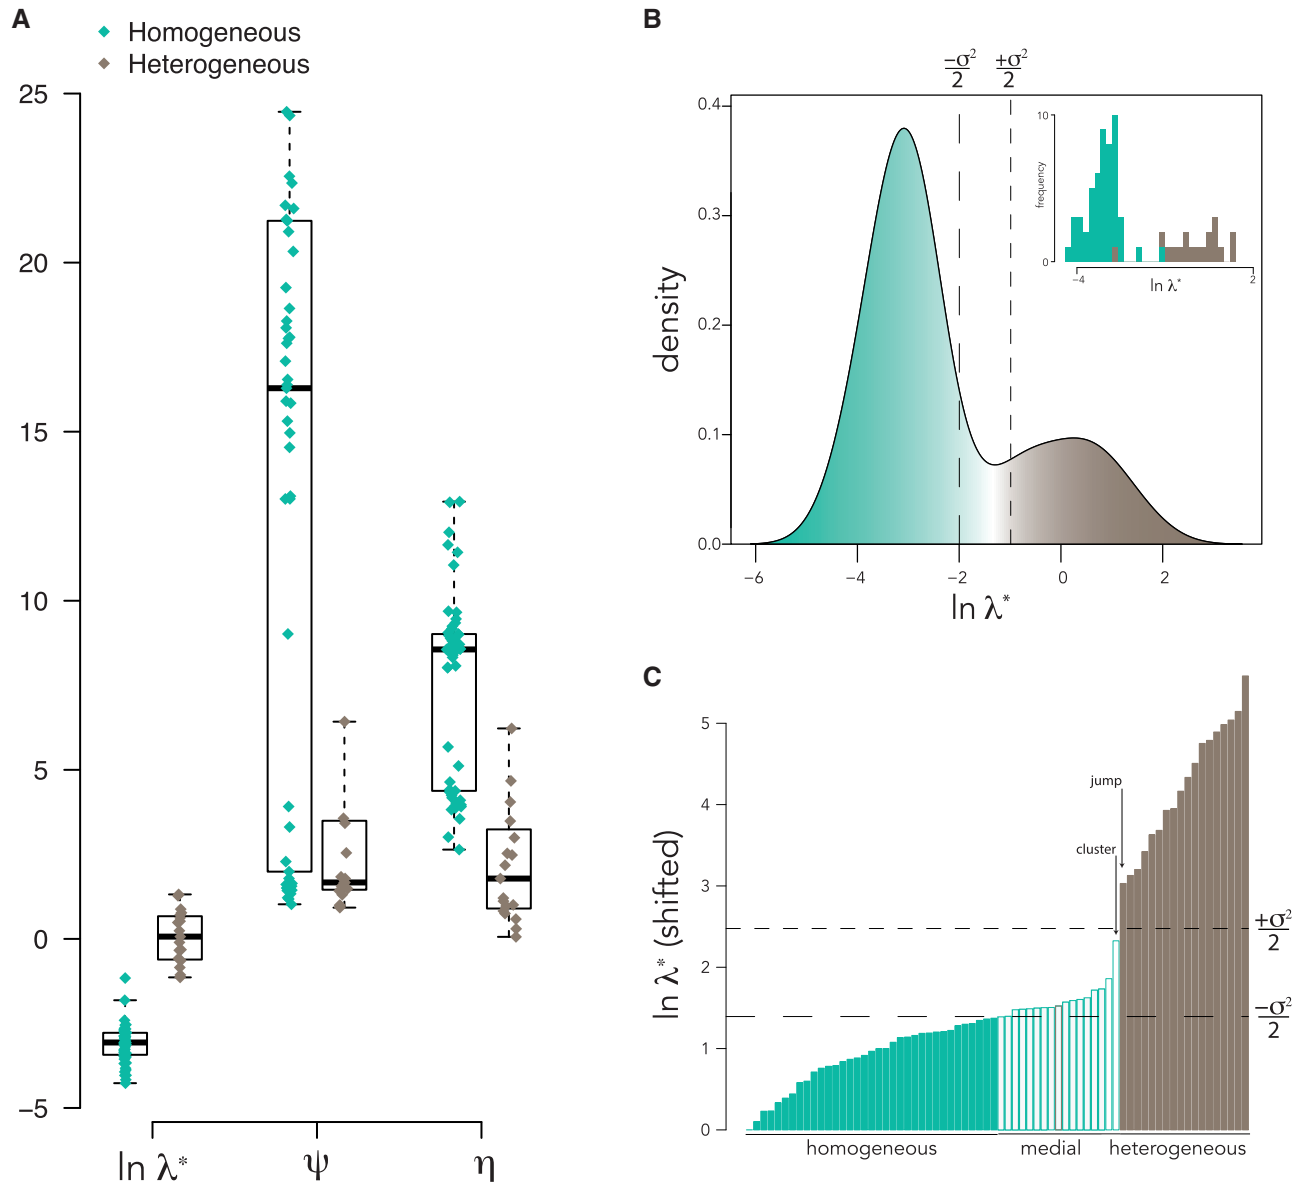 A
Homogeneous
Heterogeneous
25
20
15
10
5
0
−5
ln λ*
ψ
η
B
−σ²
2
+σ²
2
0.4
0.3
0.2
0.1
0.0
density
−6
−4
−2
0
2
ln λ*
10
0
frequency
−4
2
ln λ*
C
5
4
3
2
1
0
ln λ* (shifted)
jump
cluster
+σ²
2
−σ²
2
homogeneous
medial
heterogeneous